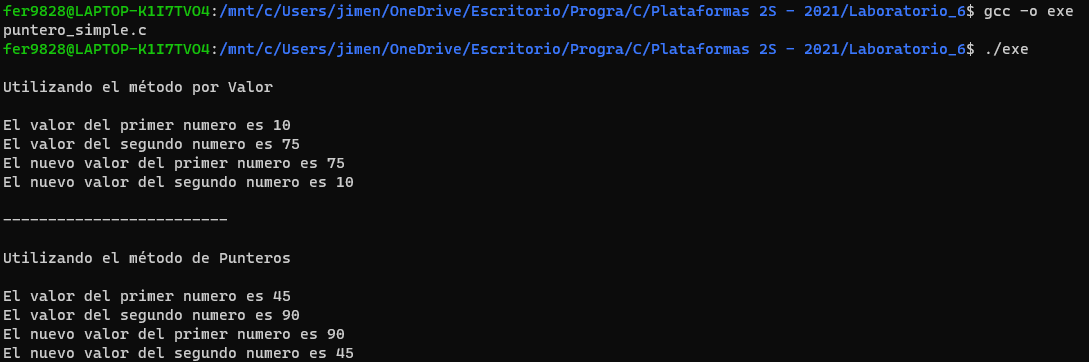 fer9828@LAPTOP-K1I7TVO4:/mnt/c/Users/jimen/OneDrive/Escritorio/Progra/C/Plataformas 2S - 2021/Laboratorio_6$ gcc -o exe
puntero_simple.c
fer9828@LAPTOP-K1I7TVO4:/mnt/c/Users/jimen/OneDrive/Escritorio/Progra/C/Plataformas 2S - 2021/Laboratorio_6$ ./exe
Utilizando el método por Valor
El valor del primer numero es 10
El valor del segundo numero es 75
El nuevo valor del primer numero es 75
El nuevo valor del segundo numero es 10
-------------------------
Utilizando el método de Punteros
El valor del primer numero es 45
El valor del segundo numero es 90
El nuevo valor del primer numero es 90
El nuevo valor del segundo numero es 45